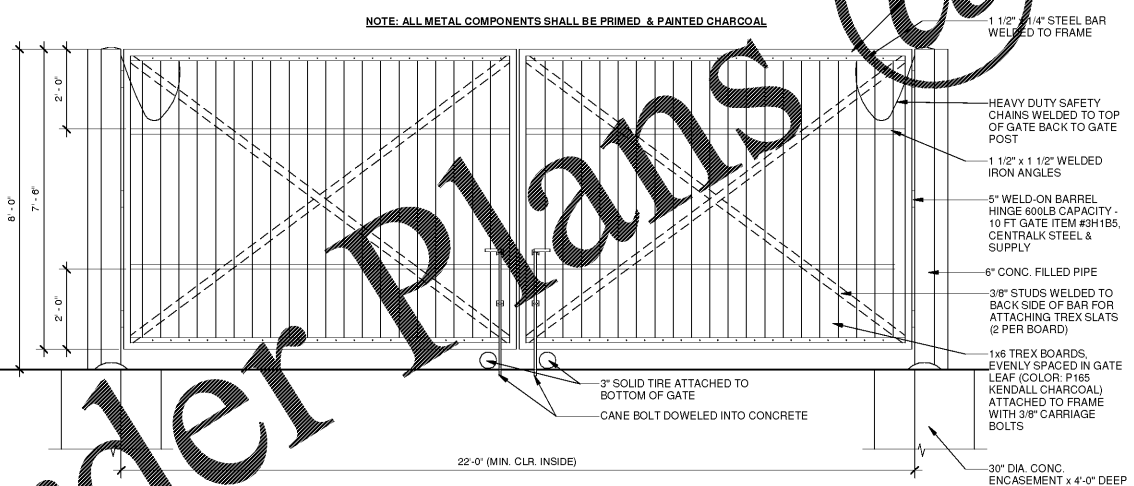 NOTE: ALL METAL COMPONENTS SHALL BE PRIMED & PAINTED CHARCOAL
1 1/2" x 1/4" STEEL BAR
WELDED TO FRAME
HEAVY DUTY SAFETY
CHAINS WELDED TO TOP
OF GATE BACK TO GATE
POST
1 1/2" x 1 1/2" WELDED
IRON ANGLES
5" WELD-ON BARREL
HINGE 600LB CAPACITY -
10 FT GATE ITEM #3H1B5,
CENTRALK STEEL &
SUPPLY
6" CONC. FILLED PIPE
3/8" STUDS WELDED TO
BACK SIDE OF BAR FOR
ATTACHING TREX SLATS
(2 PER BOARD)
1x6 TREX BOARDS,
EVENLY SPACED IN GATE
LEAF (COLOR: P165
KENDALL CHARCOAL)
ATTACHED TO FRAME
WITH 3/8" CARRIAGE
BOLTS
30" DIA. CONC.
ENCASEMENT x 4'-0" DEEP
2' - 0"
8' - 0"
7' - 6"
2' - 0"
3" SOLID TIRE ATTACHED TO
BOTTOM OF GATE
CANE BOLT DOWELED INTO CONCRETE
22'-0" (MIN. CLR. INSIDE)
der Plans